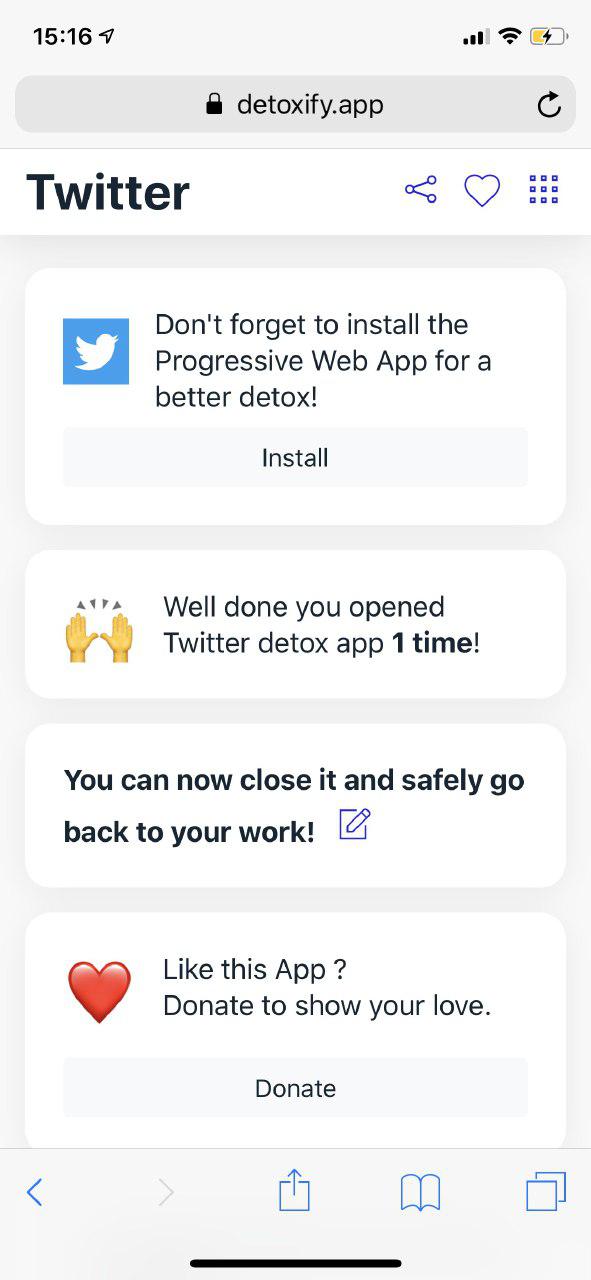 15:16
detoxify.app
Twitter
Don't forget to install the
Progressive Web App for a
better detox!
Install
Well done you opened
Twitter detox app 1 time!
You can now close it and safely go
back to your work!
Like this App ?
Donate to show your love.
Donate